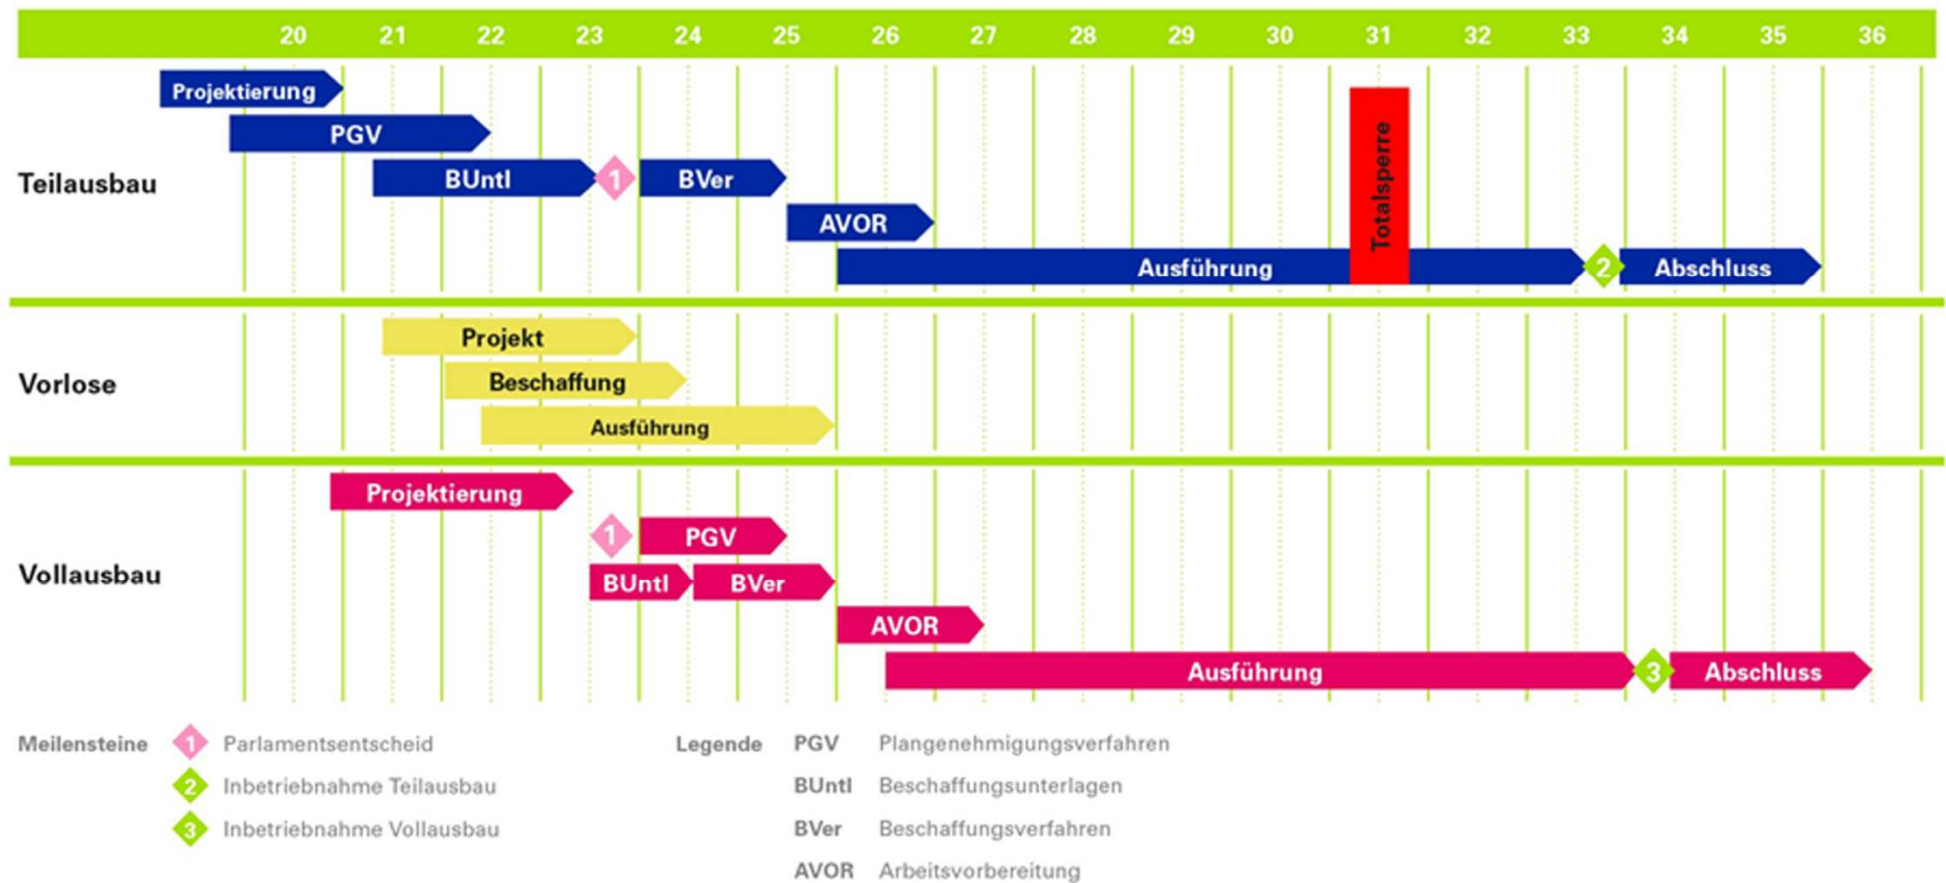 20 21 22 23 24 25 26 27 28 29 30 31 32 33 34 35 36
Projektierung
PGV
Teilausbau
BUntl 1 BVer
AVOR
Totalsperre
Ausführung 2 Abschluss
Projekt
Vorlose
Beschaffung
Ausführung
Projektierung
1 PGV
Vollausbau
BUntl BVer
AVOR
Ausführung 3 Abschluss
Meilensteine 1 Parlamentsentscheid
2 Inbetriebnahme Teilausbau
3 Inbetriebnahme Vollausbau
Legende PGV Plangenehmigungsverfahren
BUntl Beschaffungsunterlagen
BVer Beschaffungsverfahren
AVOR Arbeitsvorbereitung